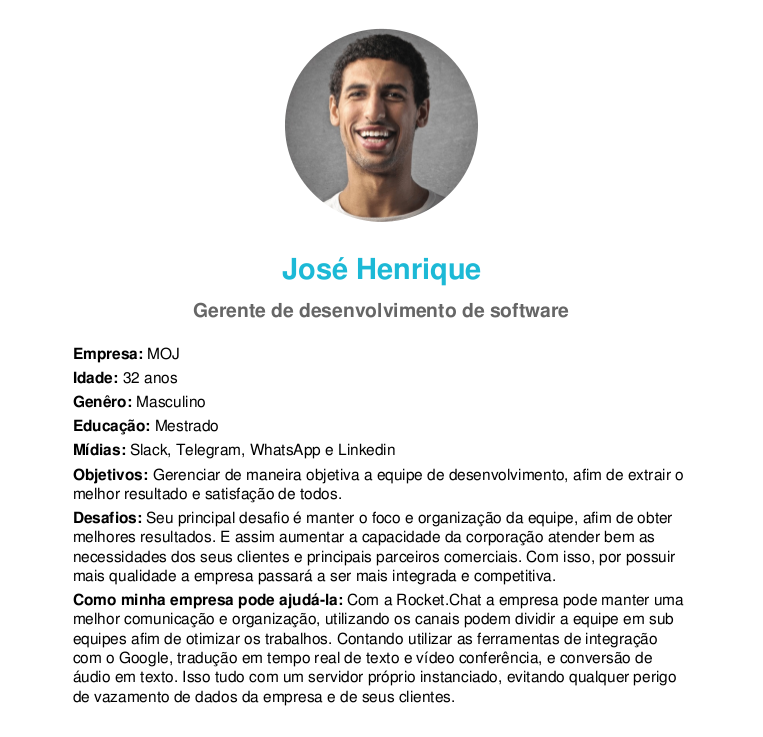 José Henrique
Gerente de desenvolvimento de software
Empresa: MOJ
Idade: 32 anos
Genêro: Masculino
Educação: Mestrado
Mídias: Slack, Telegram, WhatsApp e Linkedin
Objetivos: Gerenciar de maneira objetiva a equipe de desenvolvimento, afim de extrair o
melhor resultado e satisfação de todos.
Desafios: Seu principal desafio é manter o foco e organização da equipe, afim de obter
melhores resultados. E assim aumentar a capacidade da corporação atender bem as
necessidades dos seus clientes e principais parceiros comerciais. Com isso, por possuir
mais qualidade a empresa passará a ser mais integrada e competitiva.
Como minha empresa pode ajudá-la: Com a Rocket.Chat a empresa pode manter uma
melhor comunicação e organização, utilizando os canais podem dividir a equipe em sub
equipes afim de otimizar os trabalhos. Contando utilizar as ferramentas de integração
com o Google, tradução em tempo real de texto e vídeo conferência, e conversão de
áudio em texto. Isso tudo com um servidor próprio instanciado, evitando qualquer perigo
de vazamento de dados da empresa e de seus clientes.